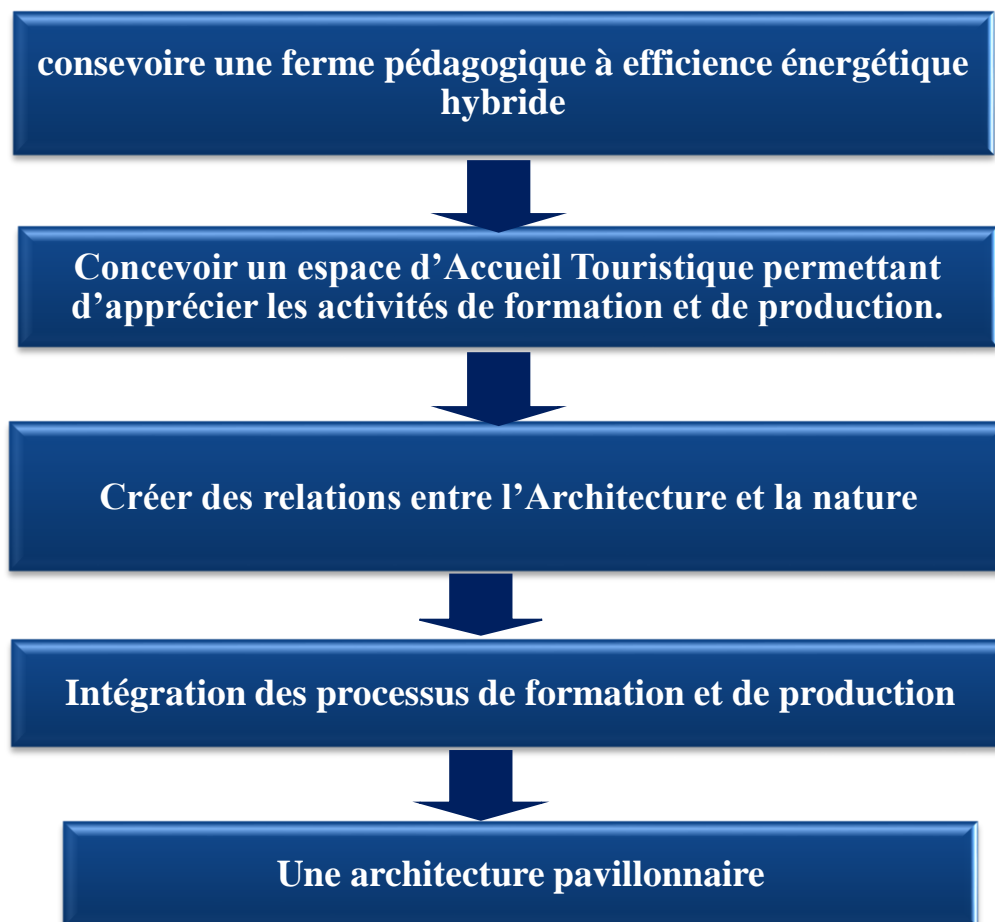 consevoire une ferme pédagogique à efficience énergétique
hybride
Concevoir un espace d’Accueil Touristique permettant
d’apprécier les activités de formation et de production.
Créer des relations entre l’Architecture et la nature
Intégration des processus de formation et de production
Une architecture pavillonnaire